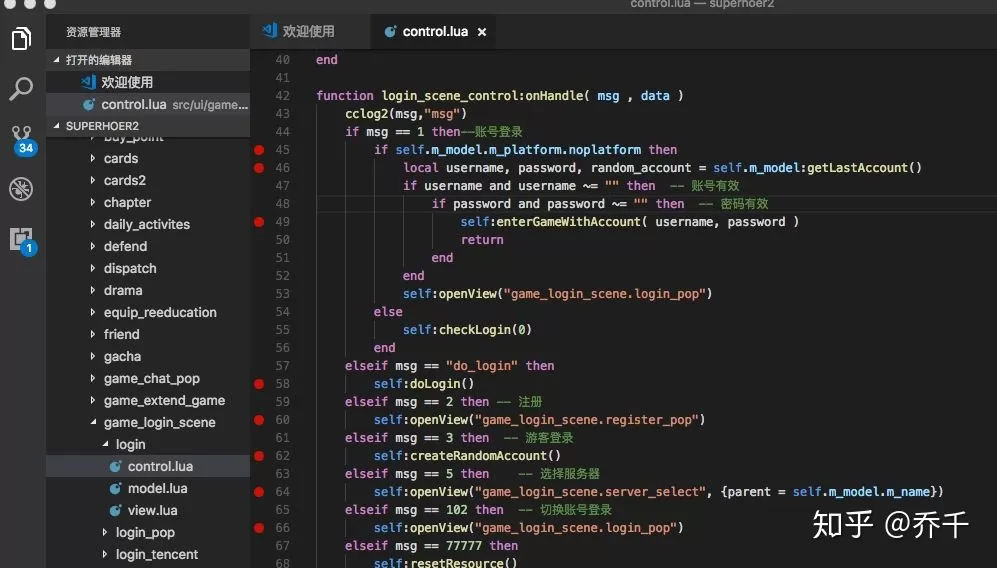 control.lua — superhoer2
资源管理器
欢迎使用
control.lua ×
打开的编辑器
欢迎使用
control.lua src/ui/game...
SUPERHOER2
buy_point
cards
cards2
chapter
daily_activites
defend
dispatch
drama
equip_reeducation
friend
gacha
game_chat_pop
game_extend_game
game_login_scene
login
control.lua
model.lua
view.lua
login_pop
login_tencent
34
1
40 end
41
42 function login_scene_control:onHandle( msg , data )
43 cclog2(msg,"msg")
44 if msg == 1 then--账号登录
45 if self.m_model.m_platform.noplatform then
46 local username, password, random_account = self.m_model:getLastAccount()
47 if username and username ~= "" then -- 账号有效
48 if password and password ~= "" then -- 密码有效
49 self:enterGameWithAccount( username, password )
50 return
51 end
52 end
53 self:openView("game_login_scene.login_pop")
54 else
55 self:checkLogin(0)
56 end
57 elseif msg == "do_login" then
58 self:doLogin()
59 elseif msg == 2 then -- 注册
60 self:openView("game_login_scene.register_pop")
61 elseif msg == 3 then -- 游客登录
62 self:createRandomAccount()
63 elseif msg == 5 then -- 选择服务器
64 self:openView("game_login_scene.server_select", {parent = self.m_model.m_name})
65 elseif msg == 102 then -- 切换账号登录
66 self:openView("game_login_scene.login_pop")
67 elseif msg == 77777 then
68 self:resetResource()
知乎 @乔千